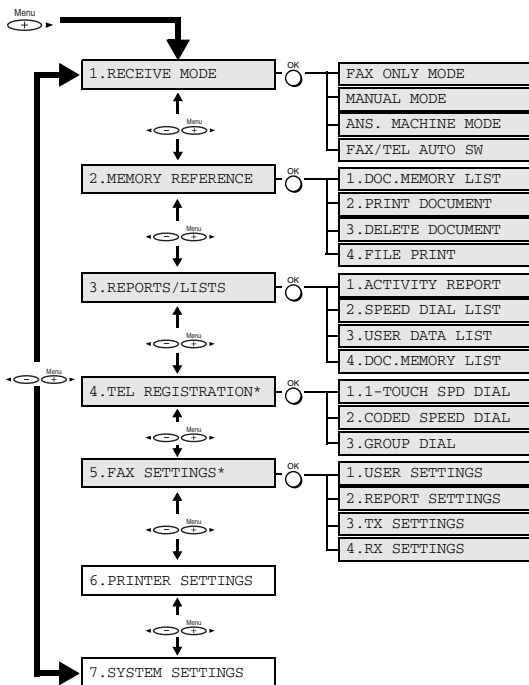 Menu
1.RECEIVE MODE
OK
FAX ONLY MODE
MANUAL MODE
ANS. MACHINE MODE
FAX/TEL AUTO SW
Menu
2.MEMORY REFERENCE
OK
1.DOC.MEMORY LIST
2.PRINT DOCUMENT
3.DELETE DOCUMENT
4.FILE PRINT
Menu
3.REPORTS/LISTS
OK
1.ACTIVITY REPORT
2.SPEED DIAL LIST
3.USER DATA LIST
4.DOC.MEMORY LIST
Menu
Menu
4.TEL REGISTRATION*
OK
1.1-TOUCH SPD DIAL
2.CODED SPEED DIAL
3.GROUP DIAL
Menu
5.FAX SETTINGS*
OK
1.USER SETTINGS
2.REPORT SETTINGS
3.TX SETTINGS
4.RX SETTINGS
Menu
6.PRINTER SETTINGS
Menu
7.SYSTEM SETTINGS